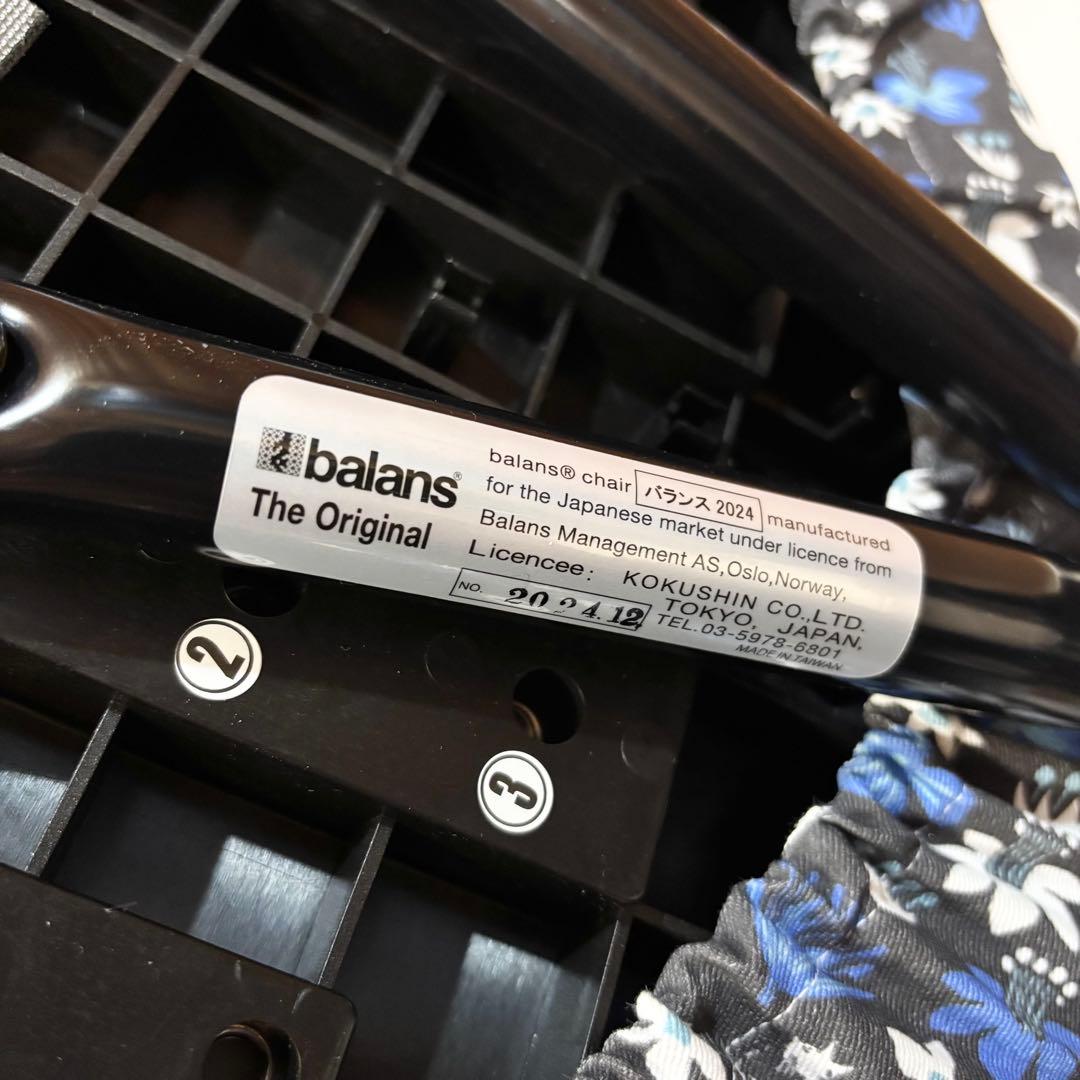 balans®
The Original
balans® chair バランス 2024 manufactured
for the Japanese market under licence from
Balans Management AS,Oslo,Norway,
Licencee: KOKUSHIN CO.,LTD.
TOKYO, JAPAN,
NO. 2024.12 TEL.03-5978-6801
MADE IN TAIWAN
2
3